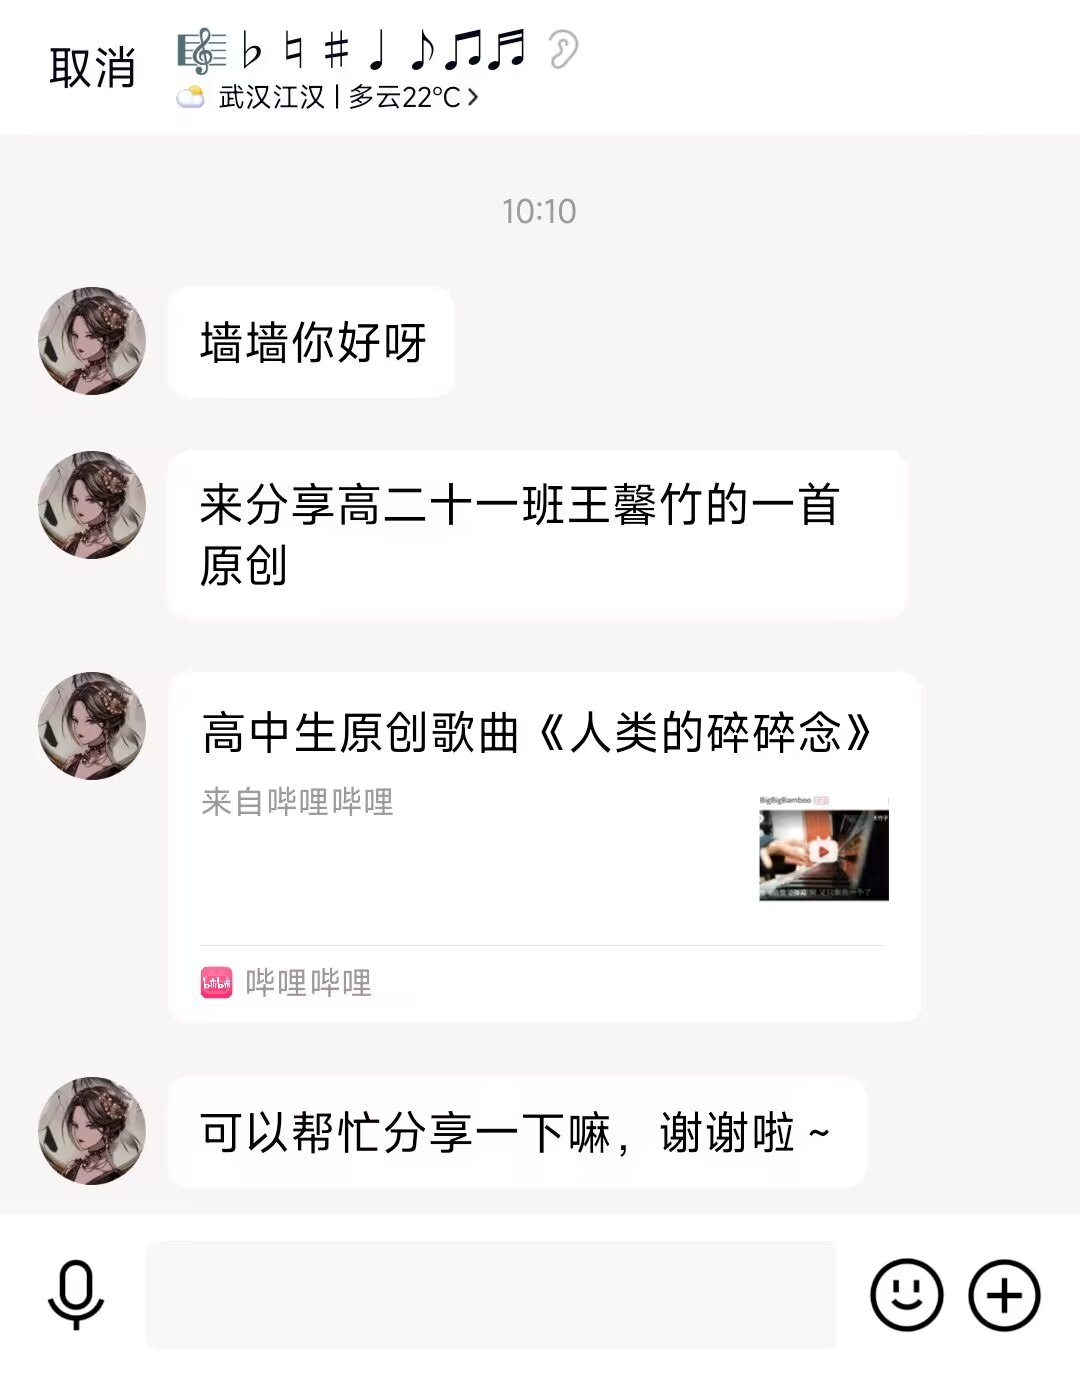 取消
🎼♭♮♯♩♪♫♬
武汉江汉 | 多云22°C >
10:10
墙墙你好呀
来分享高二十一班王馨竹的一首
原创
高中生原创歌曲《人类的碎碎念》
来自哔哩哔哩
BigBigBamboo
哔哩哔哩
可以帮忙分享一下嘛，谢谢啦～